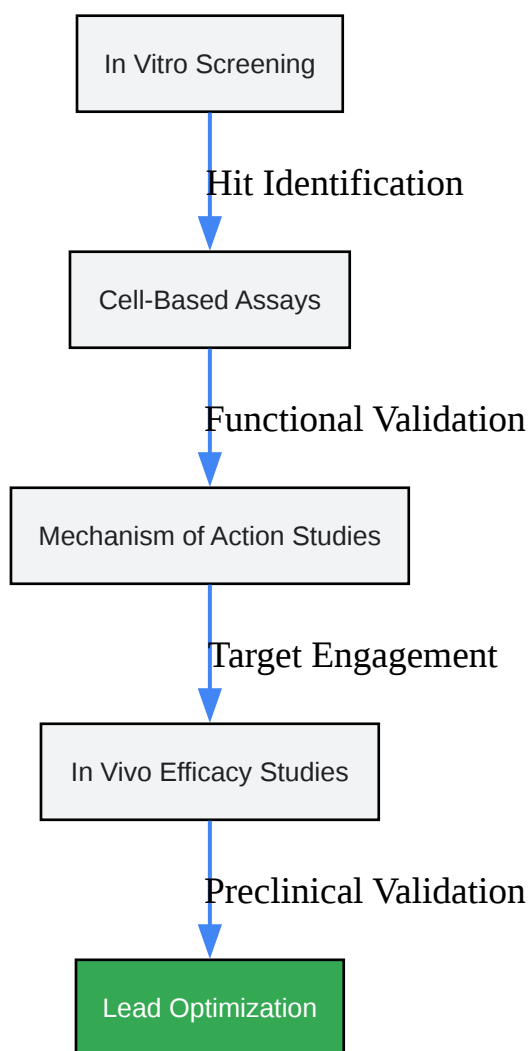 In Vitro Screening
Hit Identification
Cell-Based Assays
Functional Validation
Mechanism of Action Studies
Target Engagement
In Vivo Efficacy Studies
Preclinical Validation
Lead Optimization